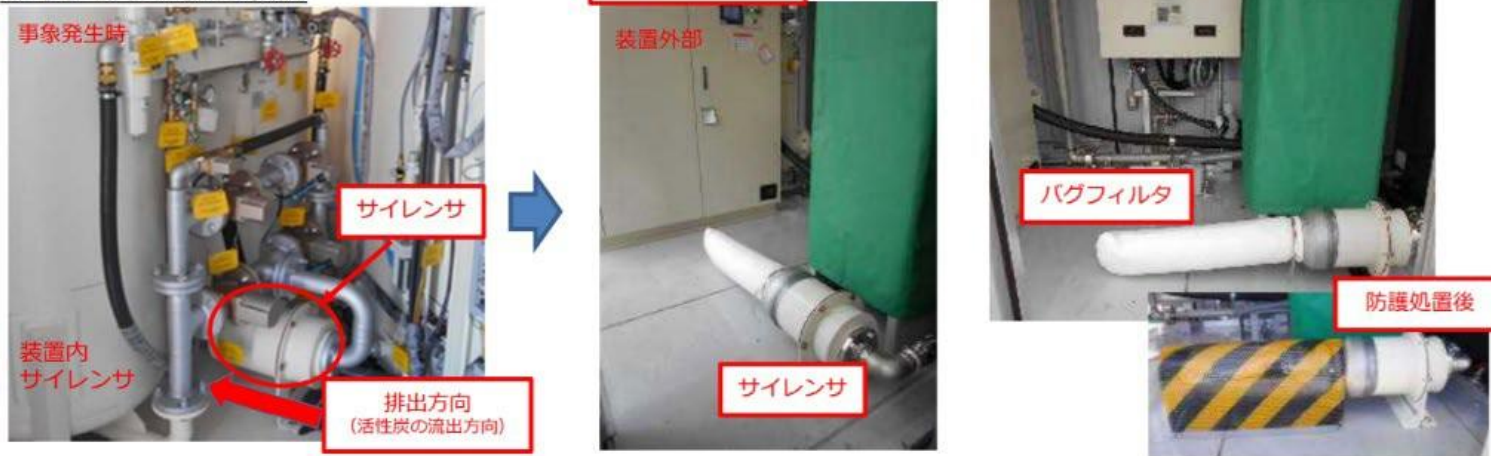 事象発生時
サイレンサ
装置内
サイレンサ
排出方向
(活性炭の流出方向)
装置外部
サイレンサ
バグフィルタ
防護処置後